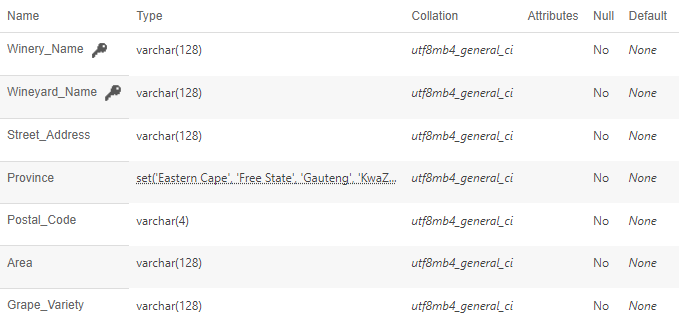 Name Type Collation Attributes Null Default
Winery_Name varchar(128) utf8mb4_general_ci No None
Wineyard_Name varchar(128) utf8mb4_general_ci No None
Street_Address varchar(128) utf8mb4_general_ci No None
Province set('Eastern Cape', 'Free State', 'Gauteng', 'KwaZ... utf8mb4_general_ci No None
Postal_Code varchar(4) utf8mb4_general_ci No None
Area varchar(128) utf8mb4_general_ci No None
Grape_Variety varchar(128) utf8mb4_general_ci No None